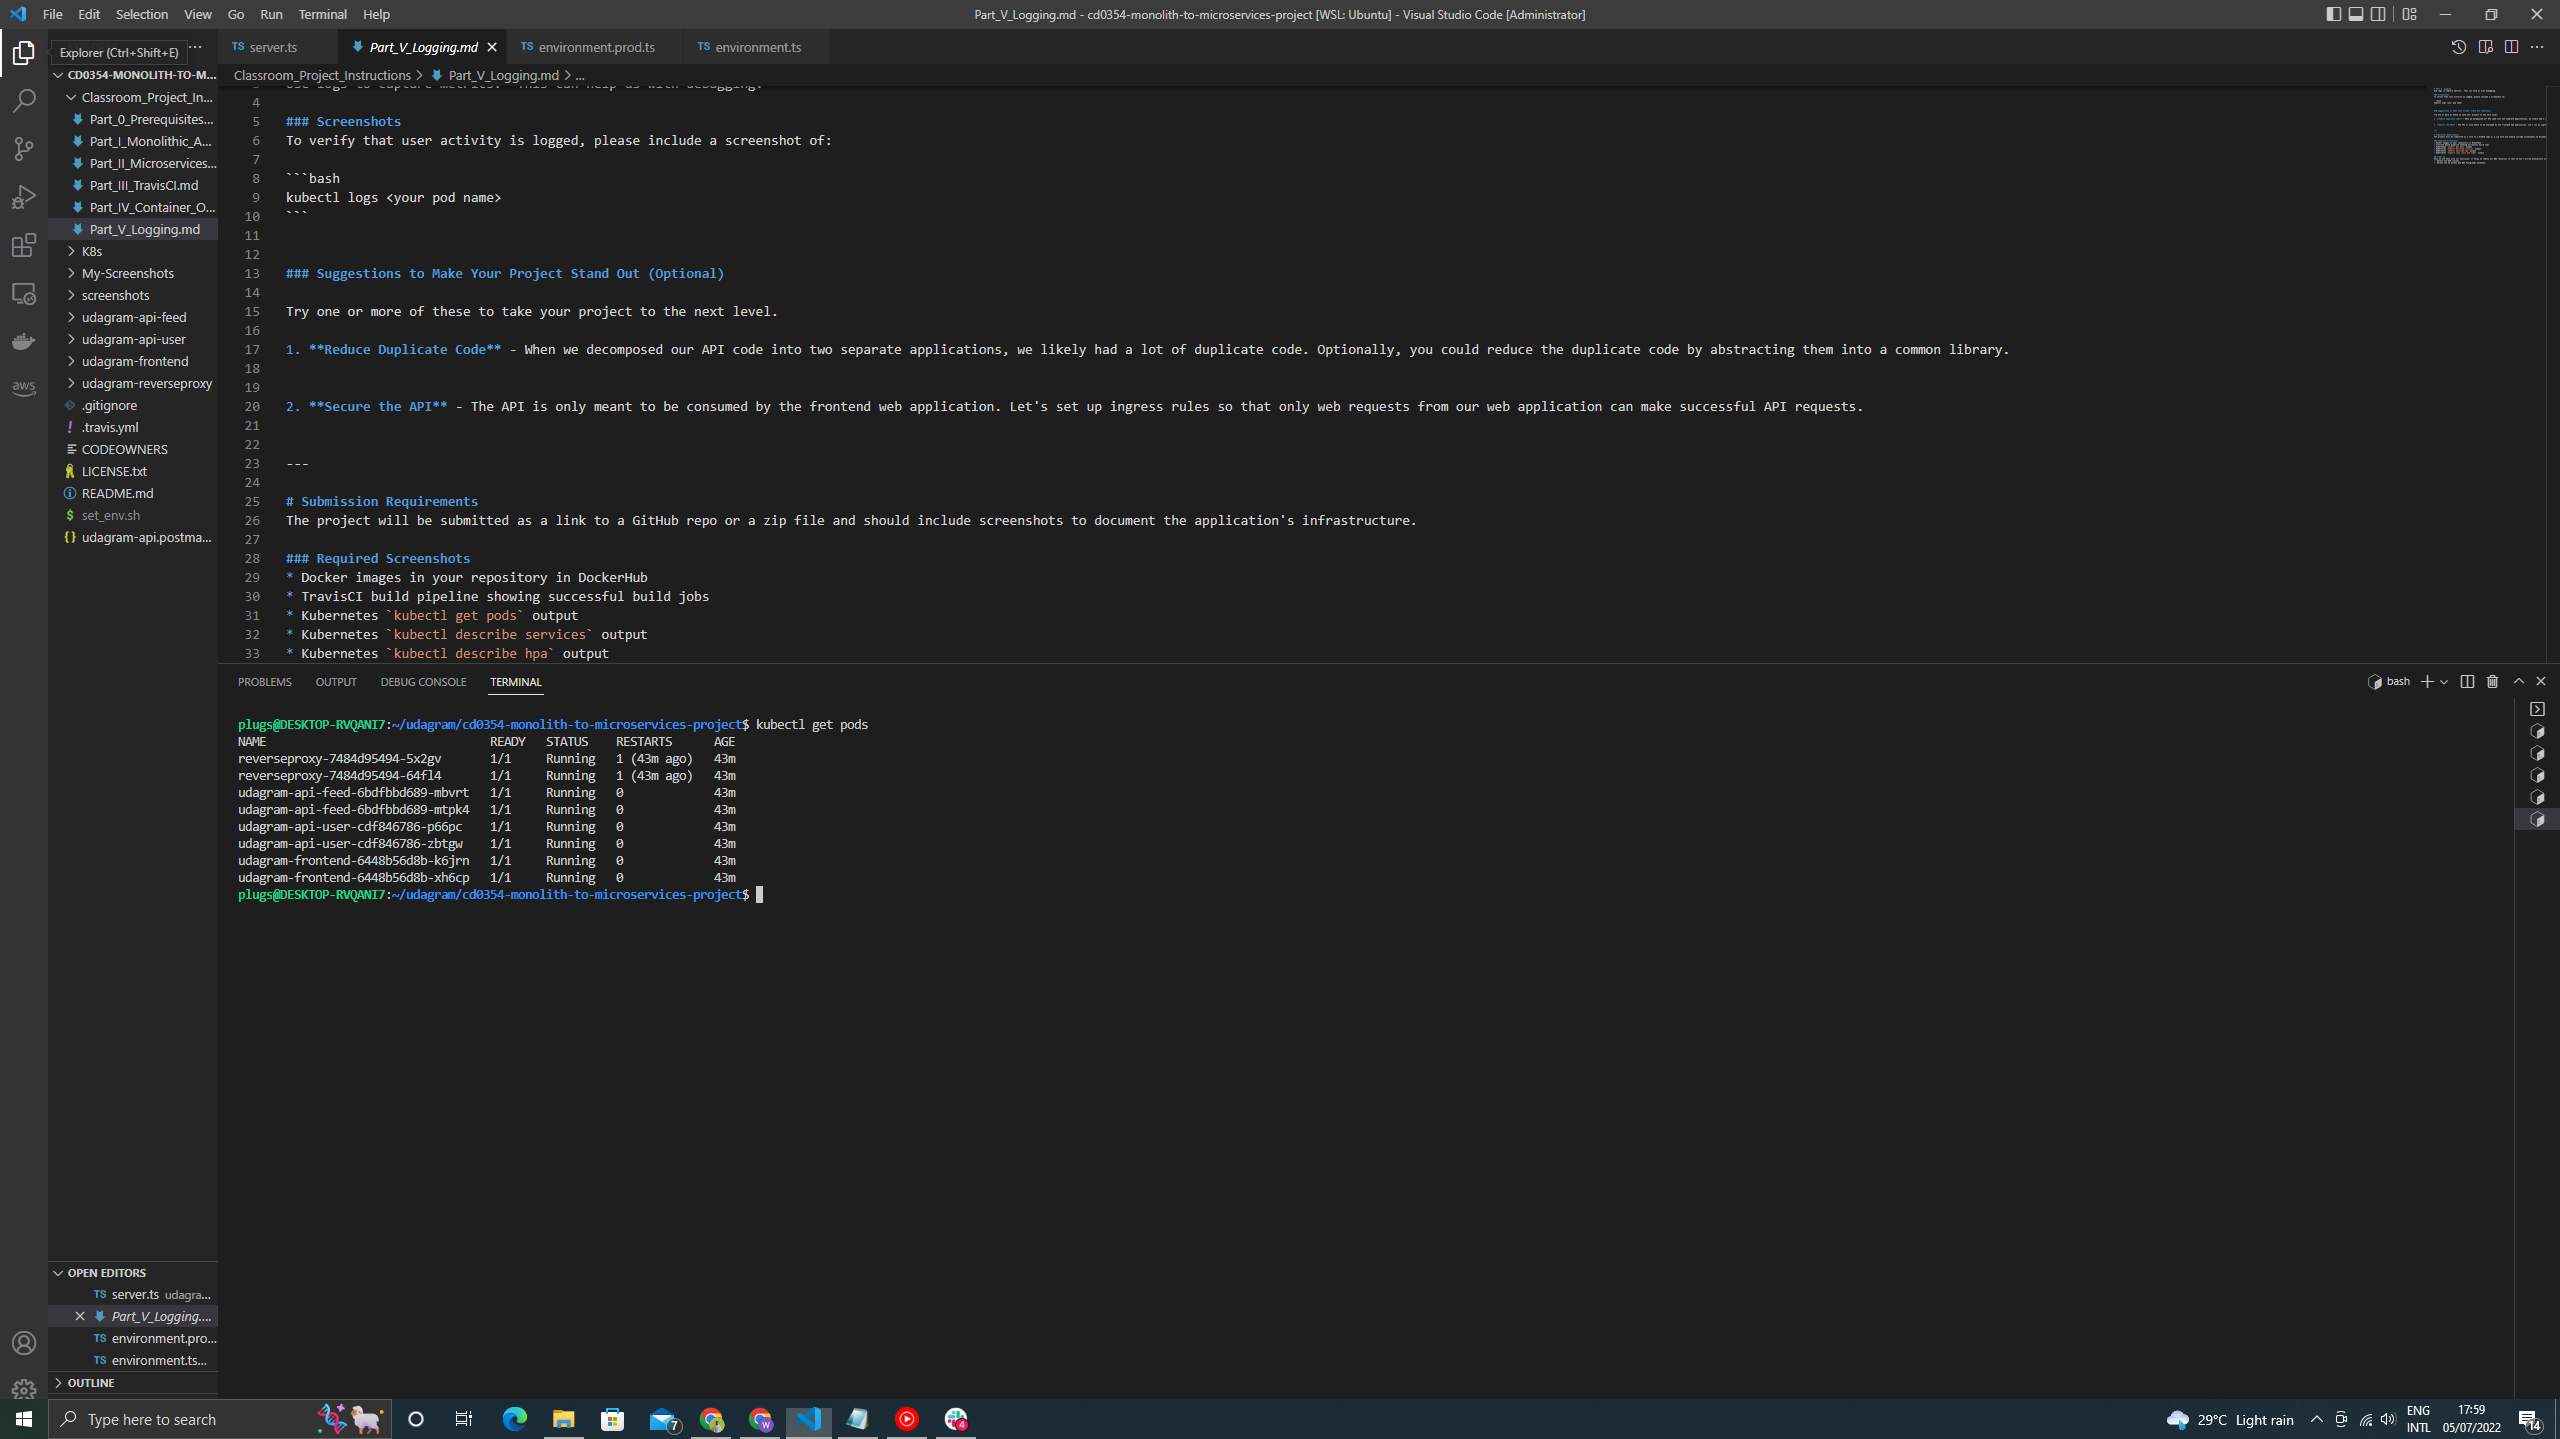 File Edit Selection View Go Run Terminal Help
Part_V_Logging.md - cd0354-monolith-to-microservices-project [WSL: Ubuntu] - Visual Studio Code [Administrator]
Explorer (Ctrl+Shift+E)
TS server.ts
Part_V_Logging.md
TS environment.prod.ts
TS environment.ts
Classroom_Project_Instructions > Part_V_Logging.md > ...
CD0354-MONOLITH-TO-M...
Classroom_Project_In...
Part_0_Prerequisites...
Part_I_Monolithic_A...
Part_II_Microservices...
Part_III_TravisCI.md
Part_IV_Container_O...
Part_V_Logging.md
K8s
My-Screenshots
screenshots
udagram-api-feed
udagram-api-user
udagram-frontend
udagram-reverseproxy
.gitignore
! .travis.yml
CODEOWNERS
LICENSE.txt
README.md
$ set_env.sh
{} udagram-api.postma...
aws
4
5 ### Screenshots
6 To verify that user activity is logged, please include a screenshot of:
7
8 ```bash
9 kubectl logs <your pod name>
10 ```
11
12
13 ### Suggestions to Make Your Project Stand Out (Optional)
14
15 Try one or more of these to take your project to the next level.
16
17 1. **Reduce Duplicate Code** - When we decomposed our API code into two separate applications, we likely had a lot of duplicate code. Optionally, you could reduce the duplicate code by abstracting them into a common library.
18
19
20 2. **Secure the API** - The API is only meant to be consumed by the frontend web application. Let's set up ingress rules so that only web requests from our web application can make successful API requests.
21
22
23 ---
24
25 # Submission Requirements
26 The project will be submitted as a link to a GitHub repo or a zip file and should include screenshots to document the application's infrastructure.
27
28 ### Required Screenshots
29 * Docker images in your repository in DockerHub
30 * TravisCI build pipeline showing successful build jobs
31 * Kubernetes `kubectl get pods` output
32 * Kubernetes `kubectl describe services` output
33 * Kubernetes `kubectl describe hpa` output
PROBLEMS OUTPUT DEBUG CONSOLE TERMINAL
bash
plugs@DESKTOP-RVQANI7:~/udagram/cd0354-monolith-to-microservices-project$ kubectl get pods
NAME READY STATUS RESTARTS AGE
reverseproxy-7484d95494-5x2gv 1/1 Running 1 (43m ago) 43m
reverseproxy-7484d95494-64fl4 1/1 Running 1 (43m ago) 43m
udagram-api-feed-6bdfbbd689-mbvrt 1/1 Running 0 43m
udagram-api-feed-6bdfbbd689-mtpk4 1/1 Running 0 43m
udagram-api-user-cdf846786-p66pc 1/1 Running 0 43m
udagram-api-user-cdf846786-zbtgw 1/1 Running 0 43m
udagram-frontend-6448b56d8b-k6jrn 1/1 Running 0 43m
udagram-frontend-6448b56d8b-xh6cp 1/1 Running 0 43m
plugs@DESKTOP-RVQANI7:~/udagram/cd0354-monolith-to-microservices-project$
OPEN EDITORS
TS server.ts udagra...
Part_V_Logging....
TS environment.pro...
TS environment.ts...
OUTLINE
Type here to search
7
W
4
29°C Light rain
ENG
INTL
17:59
05/07/2022
14